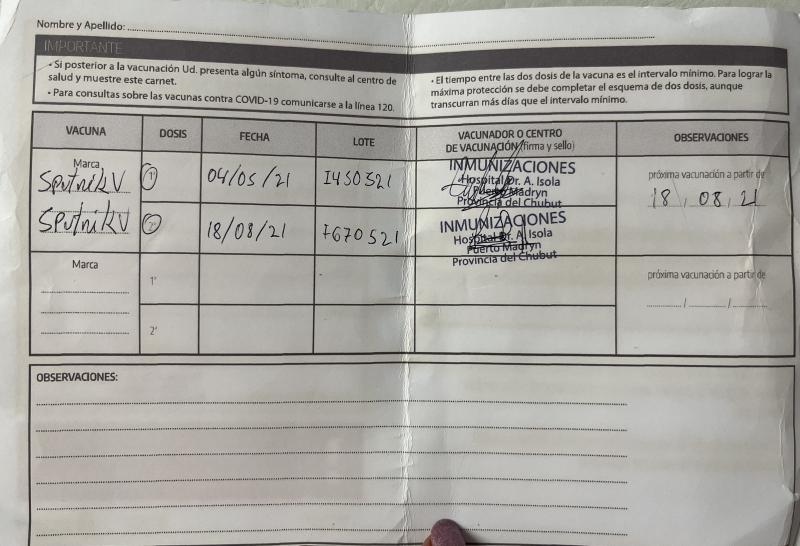 Nombre y Apellido:
IMPORTANTE
• Si posterior a la vacunación Ud. presenta algún síntoma, consulte al centro de
salud y muestre este carnet.
• Para consultas sobre las vacunas contra COVID-19 comunicarse a la línea 120.
• El tiempo entre las dos dosis de la vacuna es el intervalo mínimo. Para lograr la
máxima protección se debe completar el esquema de dos dosis, aunque
transcurran más días que el intervalo mínimo.
VACUNA DOSIS FECHA LOTE VACUNADOR O CENTRO
DE VACUNACIÓN (firma y sello) OBSERVACIONES
Marca
Sputnik V 1° 04/05/21 I450521
INMUNIZACIONES
Hospital Dr. A. Isola
Puerto Madryn
Provincia del Chubut
próxima vacunación a partir de
18 08 21
Sputnik V 2° 18/08/21 7670521
INMUNIZACIONES
Hospital Dr. A. Isola
Puerto Madryn
Provincia del Chubut
Marca
1°
próxima vacunación a partir de
/ /
2°
OBSERVACIONES: